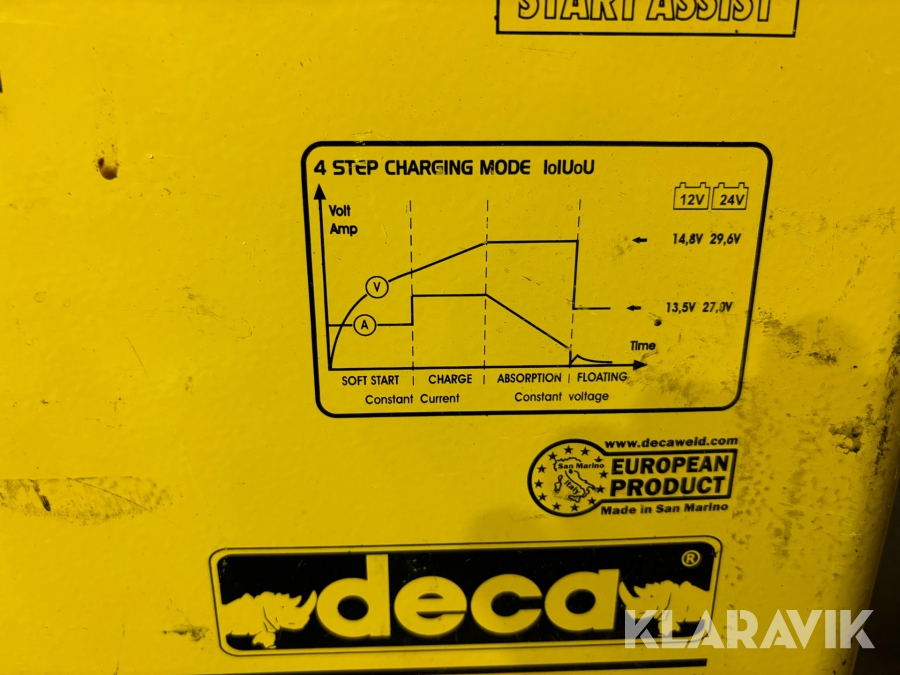 START ASSIST
4 STEP CHARGING MODE IoIUoU
Volt
Amp
12V 24V
14,8V 29,6V
V
13,5V 27,0V
A
Time
SOFT START CHARGE ABSORPTION FLOATING
Constant Current Constant voltage
www.decaweld.com
San Marino
Italy
EUROPEAN
PRODUCT
Made in San Marino
deca ®
KLARAVIK